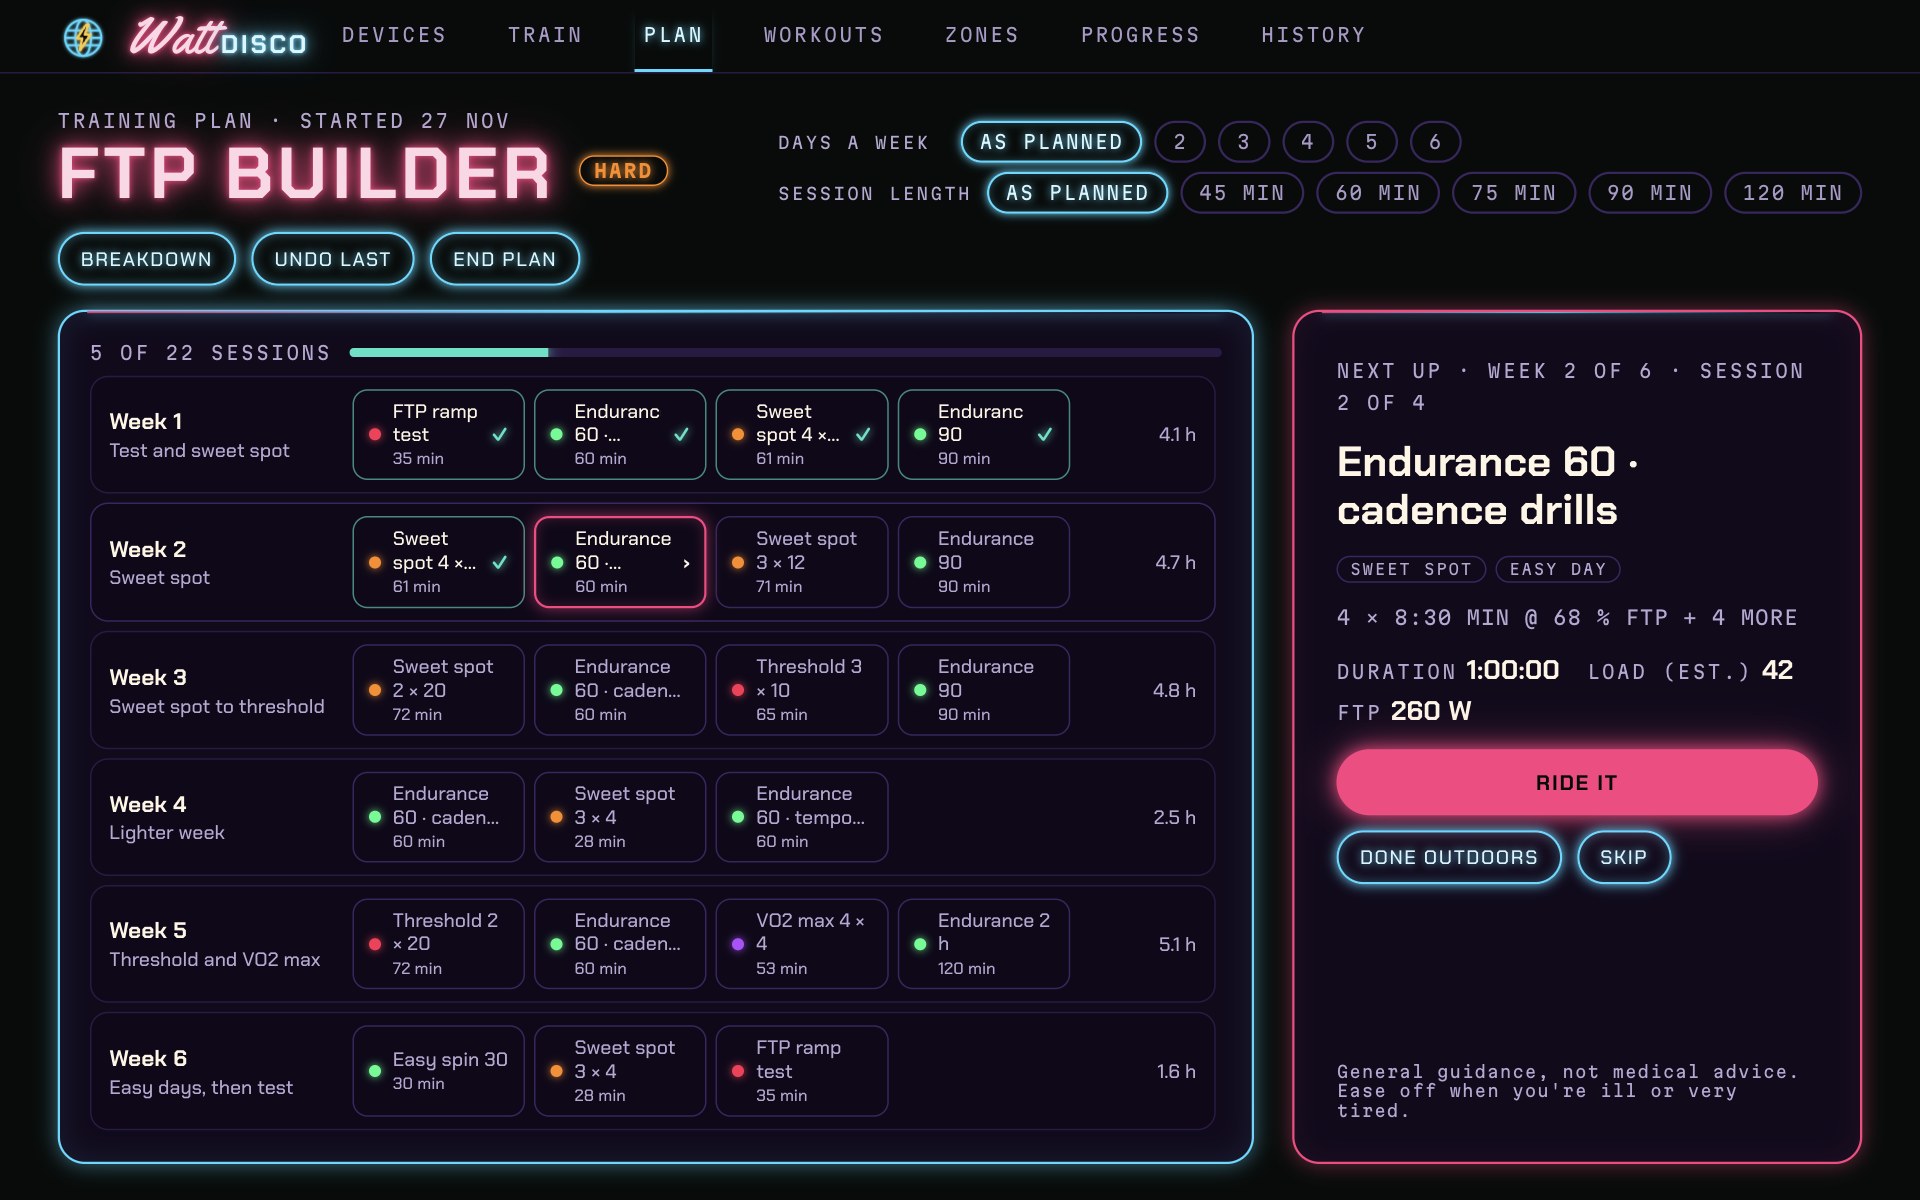 WattDISCO DEVICES TRAIN PLAN WORKOUTS ZONES PROGRESS HISTORY
TRAINING PLAN · STARTED 27 NOV
FTP BUILDER HARD
DAYS A WEEK AS PLANNED 2 3 4 5 6
SESSION LENGTH AS PLANNED 45 MIN 60 MIN 75 MIN 90 MIN 120 MIN
BREAKDOWN UNDO LAST END PLAN
5 OF 22 SESSIONS
Week 1
Test and sweet spot
FTP ramp
test
35 min
Enduranc
60 ·...
60 min
Sweet
spot 4 ×...
61 min
Enduranc
90
90 min
4.1 h
Week 2
Sweet spot
Sweet
spot 4 ×...
61 min
Endurance
60 ·...
60 min
Sweet spot
3 × 12
71 min
Endurance
90
90 min
4.7 h
Week 3
Sweet spot to threshold
Sweet spot
2 × 20
72 min
Endurance
60 · caden...
60 min
Threshold 3
× 10
65 min
Endurance
90
90 min
4.8 h
Week 4
Lighter week
Endurance
60 · caden...
60 min
Sweet spot
3 × 4
28 min
Endurance
60 · tempo...
60 min
2.5 h
Week 5
Threshold and VO2 max
Threshold 2
× 20
72 min
Endurance
60 · caden...
60 min
VO2 max 4 ×
4
53 min
Endurance 2
h
120 min
5.1 h
Week 6
Easy days, then test
Easy spin 30
30 min
Sweet spot
3 × 4
28 min
FTP ramp
test
35 min
1.6 h
NEXT UP · WEEK 2 OF 6 · SESSION
2 OF 4
Endurance 60 ·
cadence drills
SWEET SPOT EASY DAY
4 × 8:30 MIN @ 68 % FTP + 4 MORE
DURATION 1:00:00 LOAD (EST.) 42
FTP 260 W
RIDE IT
DONE OUTDOORS SKIP
General guidance, not medical advice.
Ease off when you're ill or very
tired.